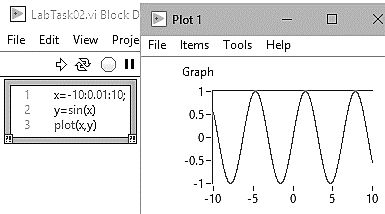 LabTask02.vi Block D
File Edit View Proje
1 x=-10:0.01:10;
2 y=sin(x)
3 plot(x,y)
Plot 1
File Items Tools Help
Graph
1
0.5
0
-0.5
-1
-10 -5 0 5 10